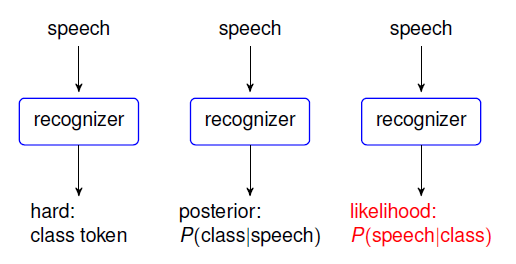 speech speech speech
recognizer recognizer recognizer
hard: posterior: likelihood:
class token P(class|speech) P(speech|class)